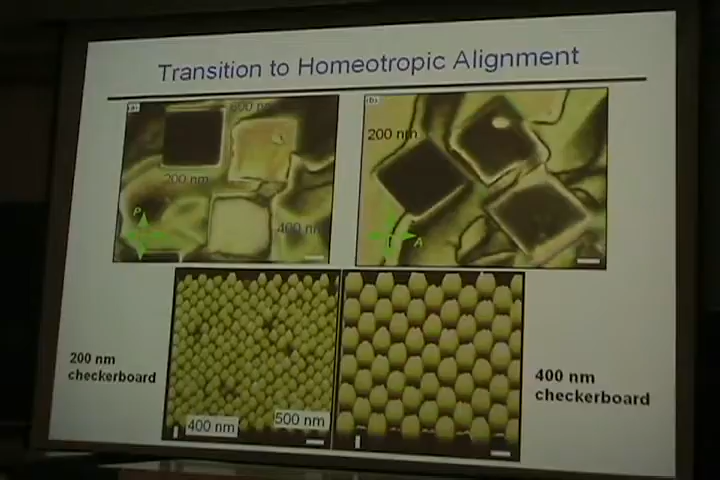 Transition to Homeotropic Alignment
(a)
600 nm
200 nm
400 nm
P
(b)
200 nm
A
200 nm
checkerboard
400 nm
500 nm
400 nm
checkerboard